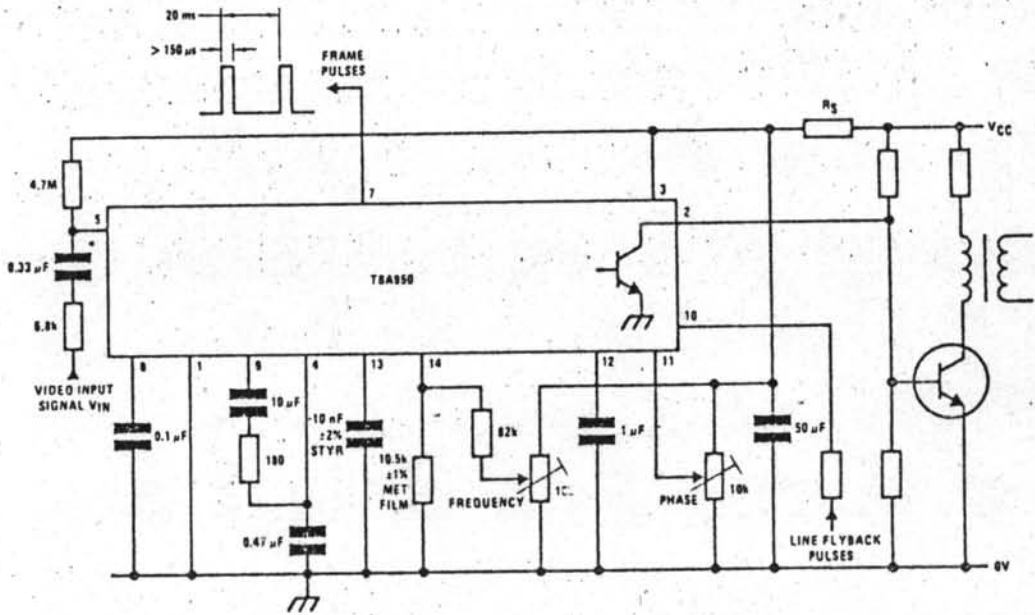 20 ms
> 150 µs
FRAME
PULSES
RS
VCC
4.7M
7
3
5
2
0.33 µF
TBA950
6.8k
10
VIDEO INPUT
SIGNAL VIN
8
1
9
4
13
14
12
11
0.1 µF
10 µF
180
10 nF
±2%
STYR
10.5k
±1%
MET
FILM
82k
FREQUENCY
1 µF
PHASE
10k
50 µF
0.47 µF
LINE FLYBACK
PULSES
0V